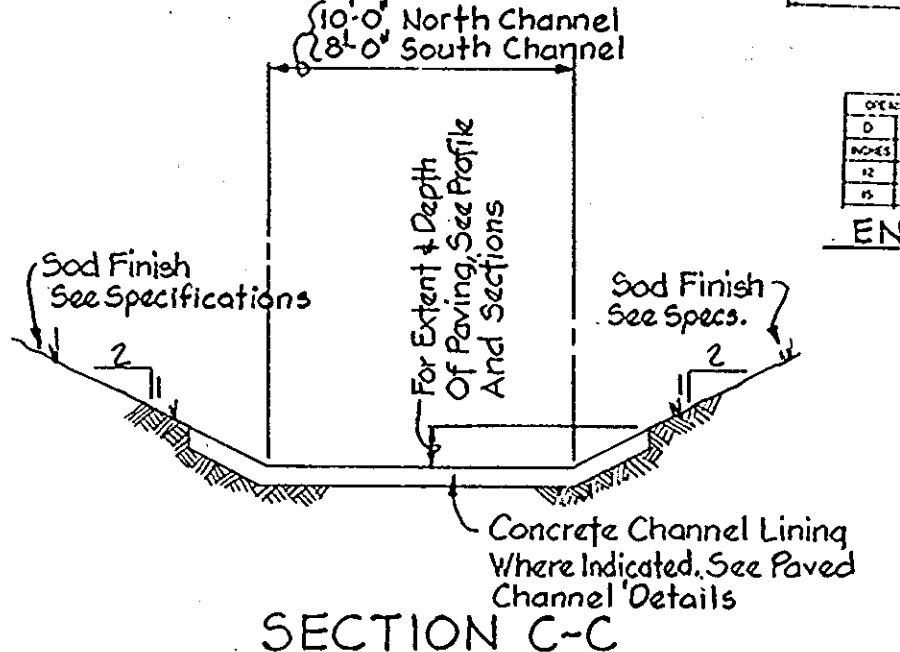 10'-0" North Channel
8'-0" South Channel
For Extent & Depth
Of Paving, See Profile
And Sections
Sod Finish
See Specifications
Sod Finish
See Specs.
2
1
2
1
Concrete Channel Lining
Where Indicated. See Paved
Channel Details
SECTION C-C
D
INCHES
12
15
EN